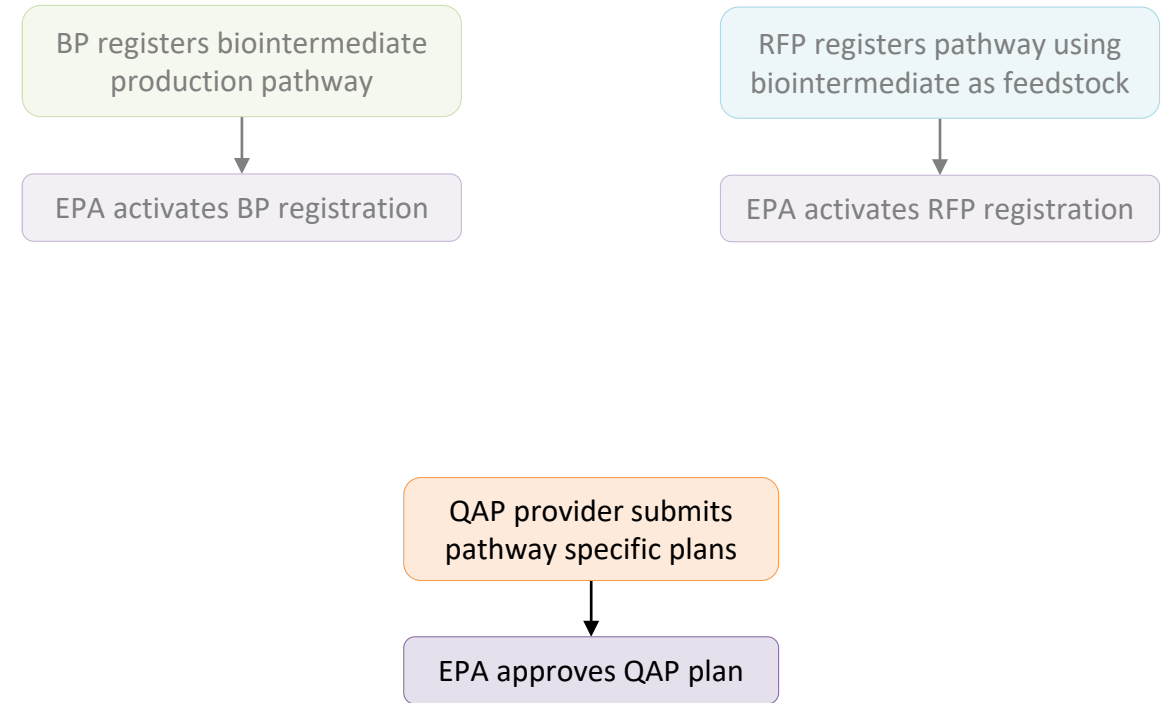 BP registers biointermediate
production pathway
EPA activates BP registration
RFP registers pathway using
biointermediate as feedstock
EPA activates RFP registration
QAP provider submits
pathway specific plans
EPA approves QAP plan